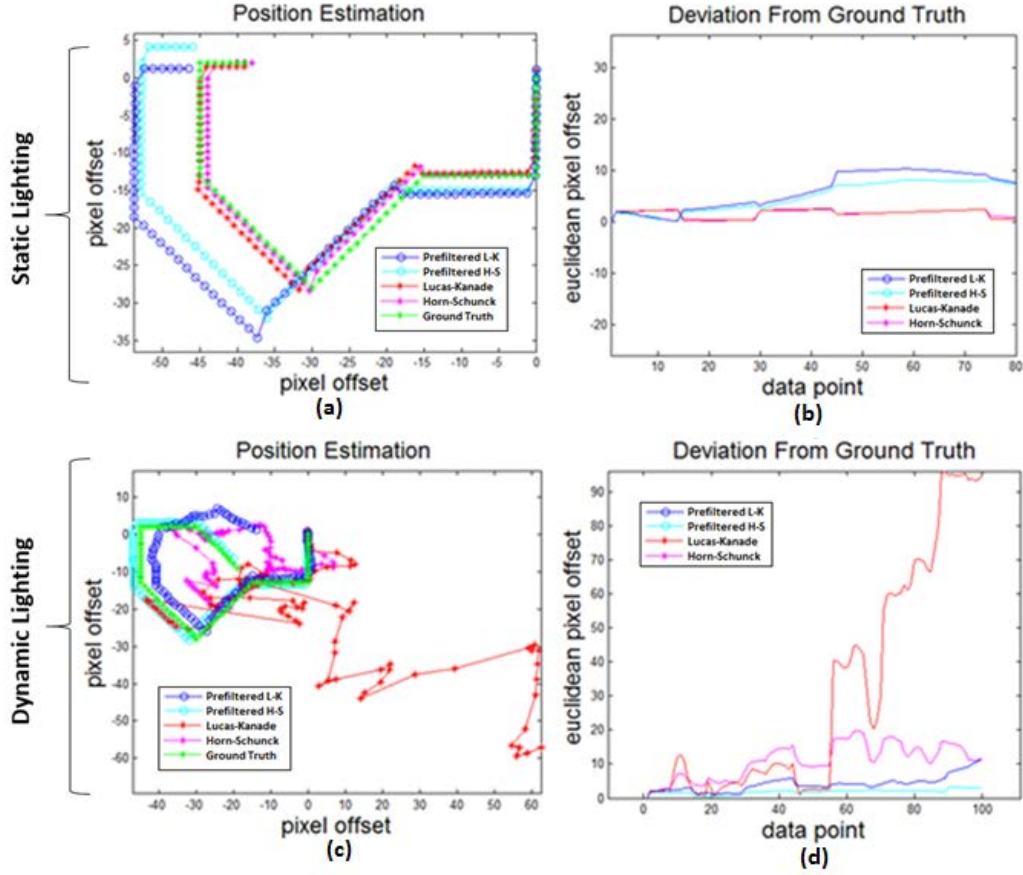 Position Estimation
Deviation From Ground Truth
Static Lighting
pixel offset
5
0
-5
-10
-15
-20
-25
-30
-35
Prefiltered L-K
Prefiltered H-S
Lucas-Kanade
Horn-Schunck
Ground Truth
-50 -45 -40 -35 -30 -25 -20 -15 -10 -5 0
pixel offset
(a)
euclidean pixel offset
30
20
10
0
-10
-20
Prefiltered L-K
Prefiltered H-S
Lucas-Kanade
Horn-Schunck
10 20 30 40 50 60 70 80
data point
(b)
Dynamic Lighting
Position Estimation
pixel offset
10
0
-10
-20
-30
-40
-50
-60
Prefiltered L-K
Prefiltered H-S
Lucas-Kanade
Horn-Schunck
Ground Truth
-40 -30 -20 -10 0 10 20 30 40 50 60
pixel offset
(c)
Deviation From Ground Truth
euclidean pixel offset
90
80
70
60
50
40
30
20
10
0
Prefiltered L-K
Prefiltered H-S
Lucas-Kanade
Horn-Schunck
0 20 40 60 80 100
data point
(d)